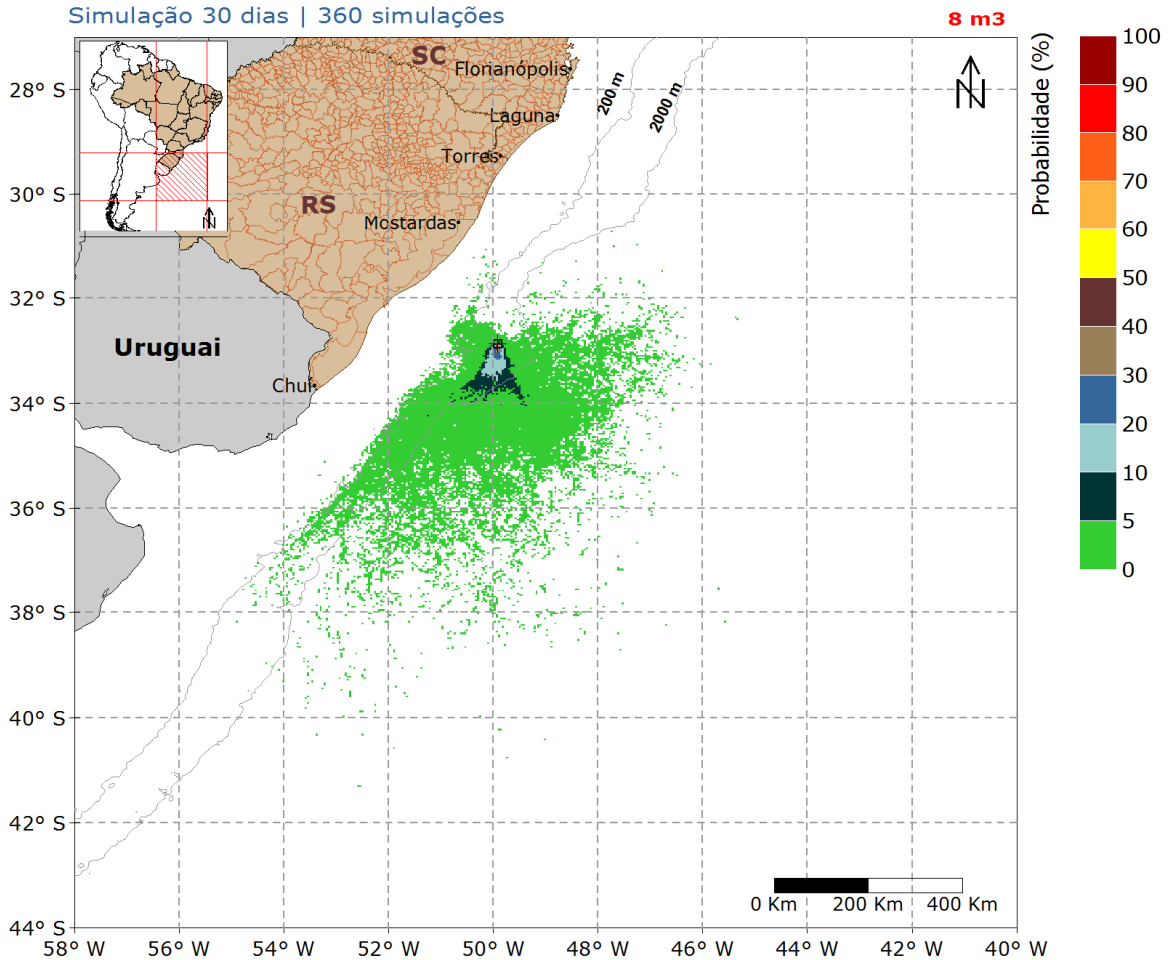 Simulação 30 dias | 360 simulações
8 m3
SC
Florianópolis
Laguna
Torres
RS
Mostardas
Uruguai
Chuí
200 m
2000 m
N
N
28° S
30° S
32° S
34° S
36° S
38° S
40° S
42° S
44° S
58° W
56° W
54° W
52° W
50° W
48° W
46° W
44° W
42° W
40° W
0 Km
200 Km
400 Km
Probabilidade (%)
100
90
80
70
60
50
40
30
20
10
5
0